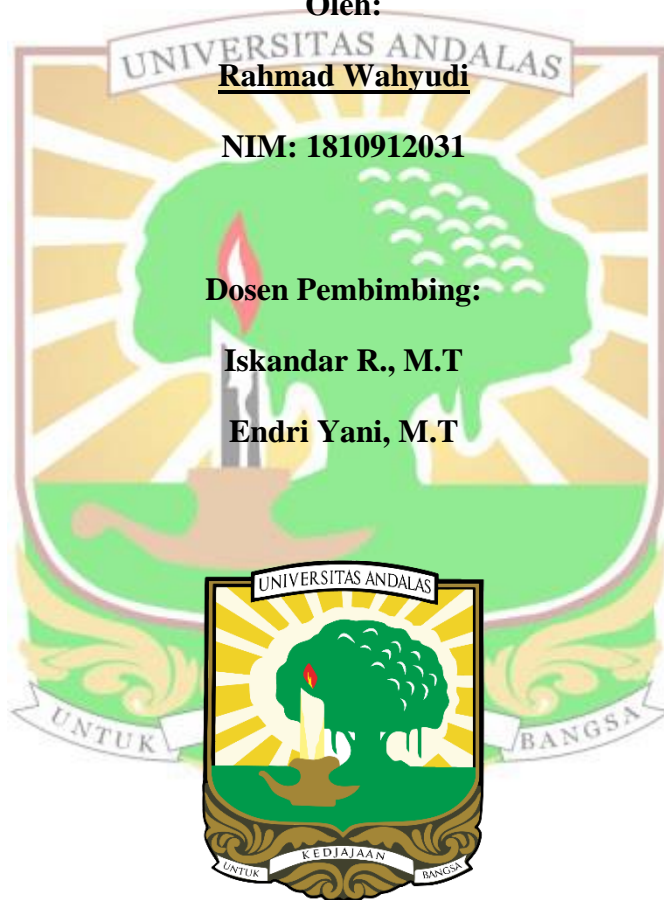 Oleh:
UNIVERSITAS ANDALAS
Rahmad Wahyudi
NIM: 1810912031
Dosen Pembimbing:
Iskandar R., M.T
Endri Yani, M.T
UNIVERSITAS ANDALAS
UNTUK BANGSA
KEDJAJAAN
UNTUK BANGSA